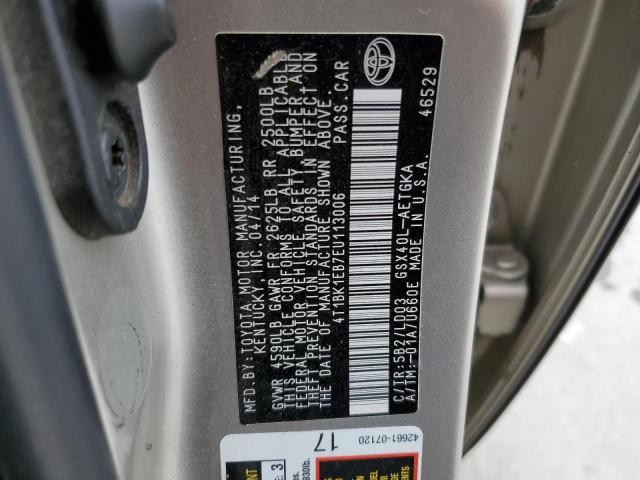 MFD.BY:TOYOTA MOTOR MANUFACTURING,
KENTUCKY, INC. 04/14
GVWR 4590LB GAWR FR 2625LB RR 2500LB
THIS VEHICLE CONFORMS TO ALL APPLICABLE
FEDERAL MOTOR VEHICLE SAFETY, BUMPER, AND
THEFT PREVENTION STANDARDS IN EFFECT ON
THE DATE OF MANUFACTURE SHOWN ABOVE.
4T1BK1EB7EU113006 PASS.CAR
C/TR:5B2/LD03 GSX40L-AETGKA
A/TM:-01A/U660E MADE IN U.S.A.
46529
42661-07120
17
3